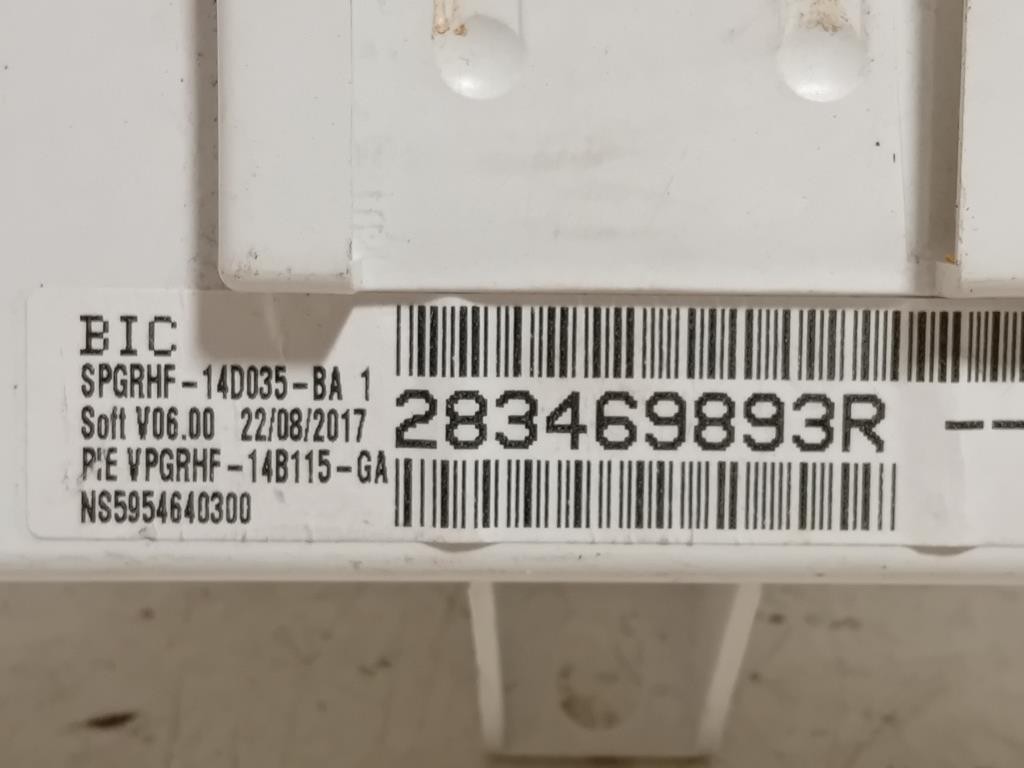 BIC
SPGRHF-14D035-BA 1
Soft V06.00 22/08/2017
VPGRHF-14B115-GA
NS5954640300
283469893R --